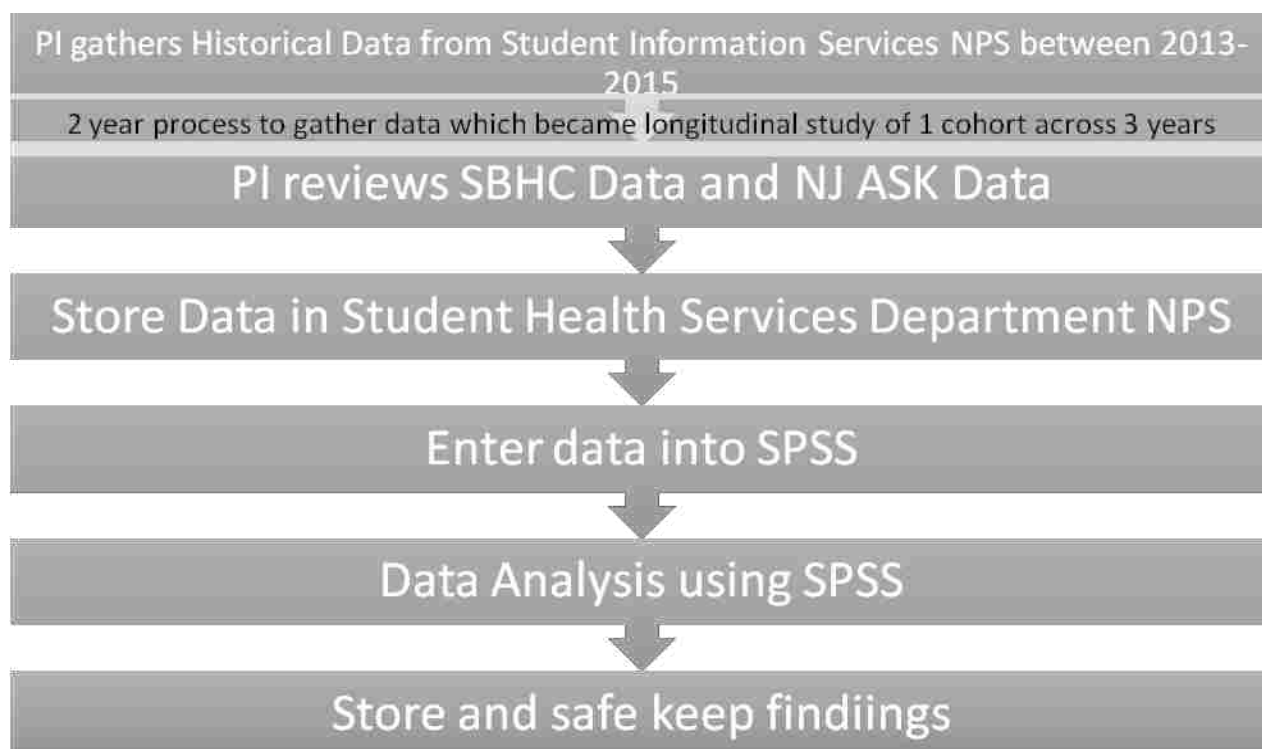 PI gathers Historical Data from Student Information Services NPS between 2013-
2015
2 year process to gather data which became longitudinal study of 1 cohort across 3 years
PI reviews SBHC Data and NJ ASK Data
Store Data in Student Health Services Department NPS
Enter data into SPSS
Data Analysis using SPSS
Store and safe keep findiings